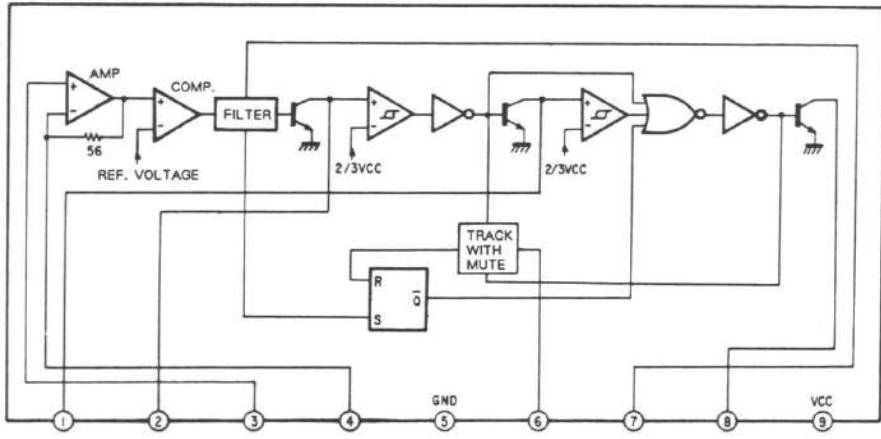 AMP
COMP.
+
-
+
-
FILTER
+
-
+
-
56
REF. VOLTAGE
2/3VCC
2/3VCC
TRACK
WITH
MUTE
R
Q̅
S
GND
VCC
1
2
3
4
5
6
7
8
9